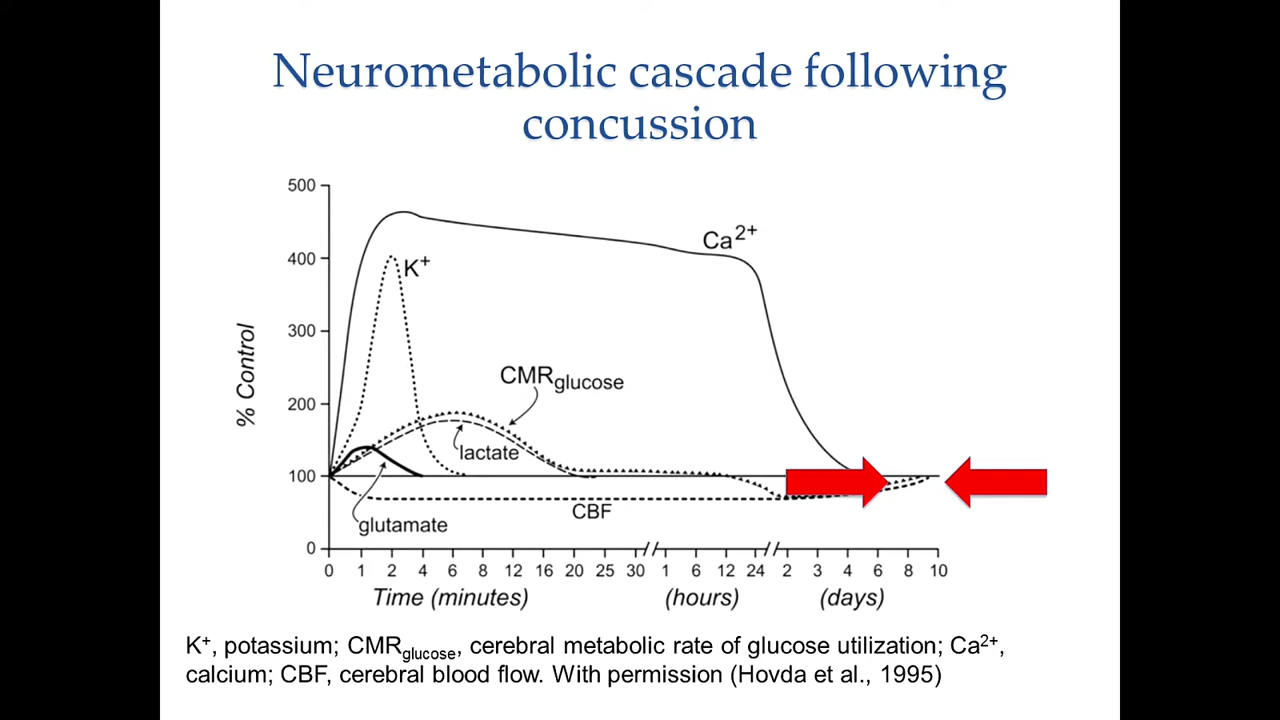 Neurometabolic cascade following
concussion
500
400
300
200
100
0
% Control
Ca2+
K+
CMRglucose
lactate
glutamate
CBF
0 1 2 4 6 8 12 16 20 25 30 1 6 12 24 2 3 4 6 8 10
Time (minutes) (hours) (days)
K+, potassium; CMRglucose, cerebral metabolic rate of glucose utilization; Ca2+,
calcium; CBF, cerebral blood flow. With permission (Hovda et al., 1995)